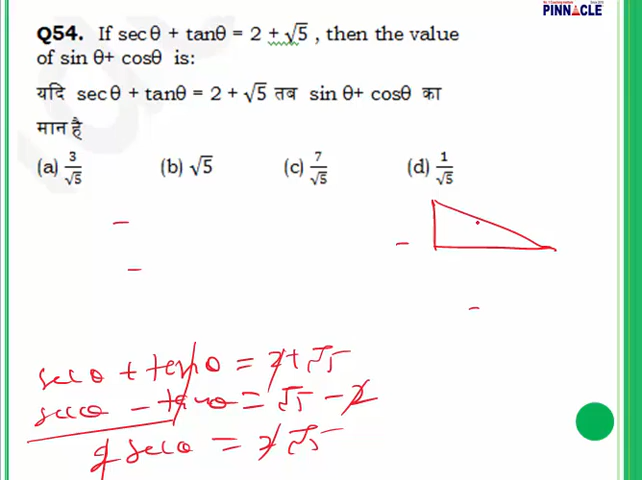 PINNACLE
Q54. If secθ + tanθ = 2 + √5 , then the value
of sin θ+ cosθ is:
यदि secθ + tanθ = 2 + √5 तब sin θ+ cosθ का
मान है
(a) 3/√5 (b) √5 (c) 7/√5 (d) 1/√5
secθ + tanθ = 2 + √5
secθ - tanθ = √5 - 2
2 secθ = 2√5